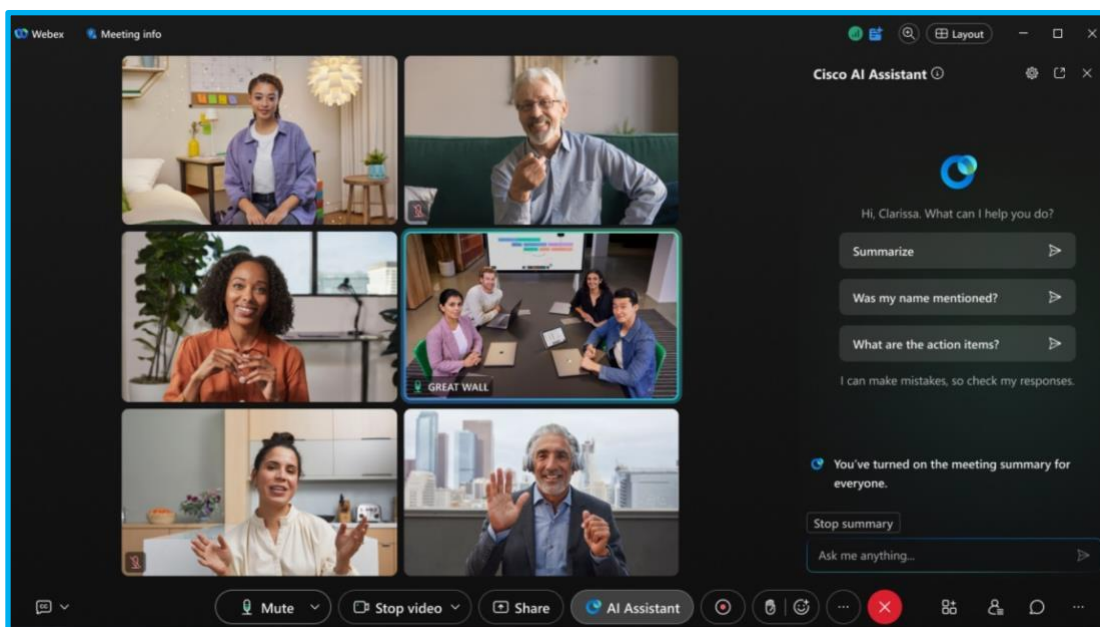 Webex
Meeting info
Layout
Cisco AI Assistant
GREAT WALL
Hi, Clarissa. What can I help you do?
Summarize
Was my name mentioned?
What are the action items?
I can make mistakes, so check my responses.
You've turned on the meeting summary for
everyone.
Stop summary
Ask me anything...
CC
Mute
Stop video
Share
AI Assistant